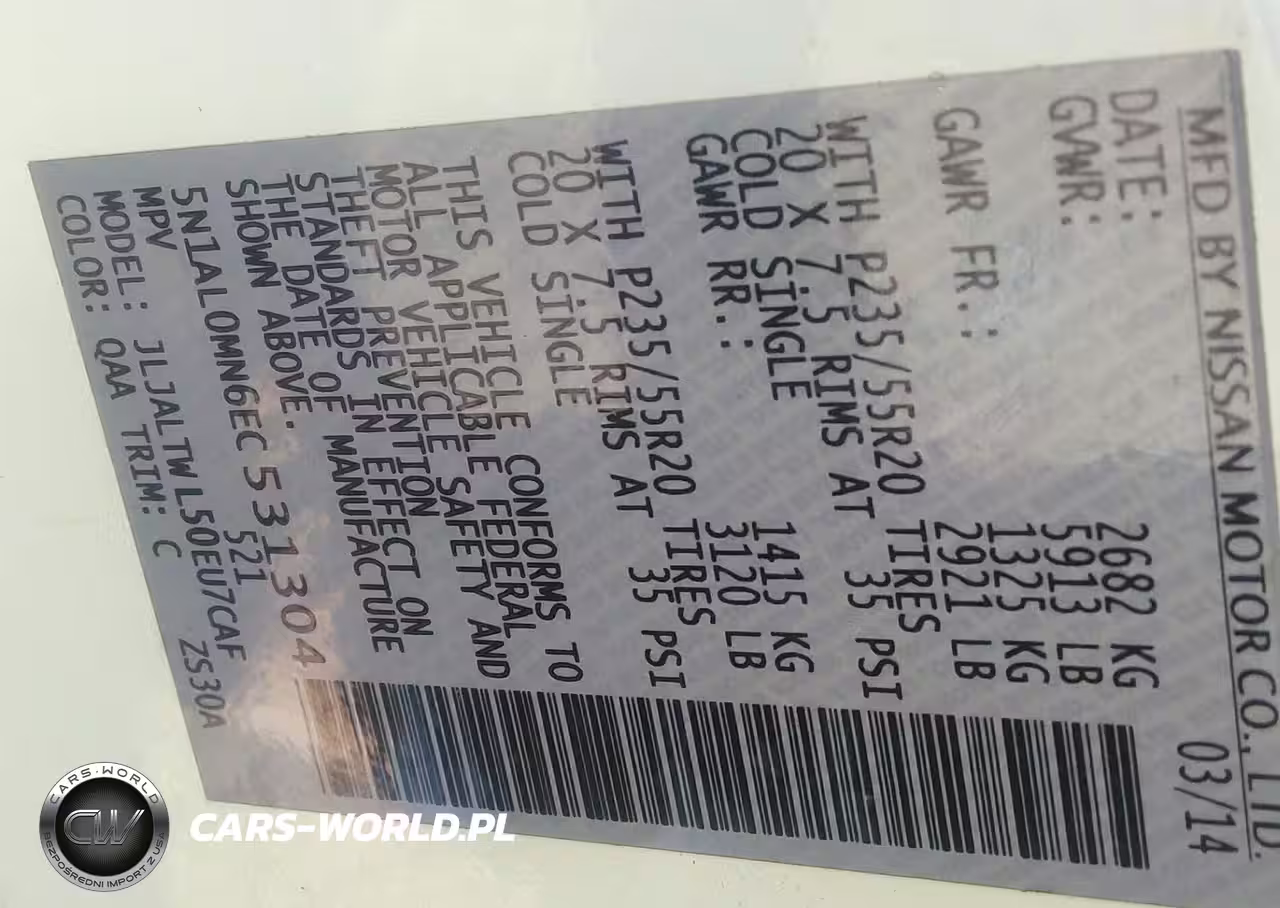 MFD BY NISSAN MOTOR CO., LTD.
DATE: 03/14
GVWR: 2682 KG
5913 LB
GAWR FR.: 1325 KG
2921 LB
WITH P235/55R20 TIRES
20 X 7.5 RIMS AT 35 PSI
COLD SINGLE
GAWR RR.: 1415 KG
3120 LB
WITH P235/55R20 TIRES
20 X 7.5 RIMS AT 35 PSI
COLD SINGLE
THIS VEHICLE CONFORMS TO
ALL APPLICABLE FEDERAL
MOTOR VEHICLE SAFETY AND
THEFT PREVENTION
STANDARDS IN EFFECT ON
THE DATE OF MANUFACTURE
SHOWN ABOVE.
5N1AL0MN6EC531304
MPV 521
MODEL: JLJALTWL50EU7CAF
COLOR: QAA TRIM: C ZS30A
CARS-WORLD
CW
BEZPOŚREDNI IMPORT Z USA
CARS-WORLD.PL